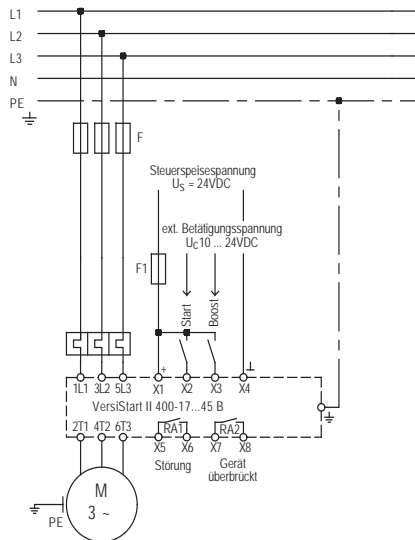 L1
L2
L3
N
PE
F
Steuerspeisespannung
US = 24VDC
ext. Betätigungsspannung
UC10 ... 24VDC
F1
Start
Boost
+
1L1 3L2 5L3 X1 X2 X3 X4
VersiStart II 400-17...45 B
2T1 4T2 6T3 RA1 RA2
X5 X6 X7 X8
Störung Gerät
überbrückt
M
3 ~
PE